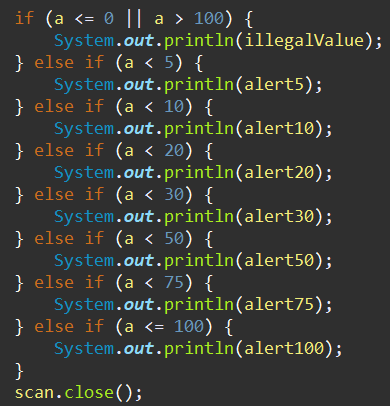 if (a <= 0 || a > 100) {
    System.out.println(illegalValue);
} else if (a < 5) {
    System.out.println(alert5);
} else if (a < 10) {
    System.out.println(alert10);
} else if (a < 20) {
    System.out.println(alert20);
} else if (a < 30) {
    System.out.println(alert30);
} else if (a < 50) {
    System.out.println(alert50);
} else if (a < 75) {
    System.out.println(alert75);
} else if (a <= 100) {
    System.out.println(alert100);
}
scan.close();